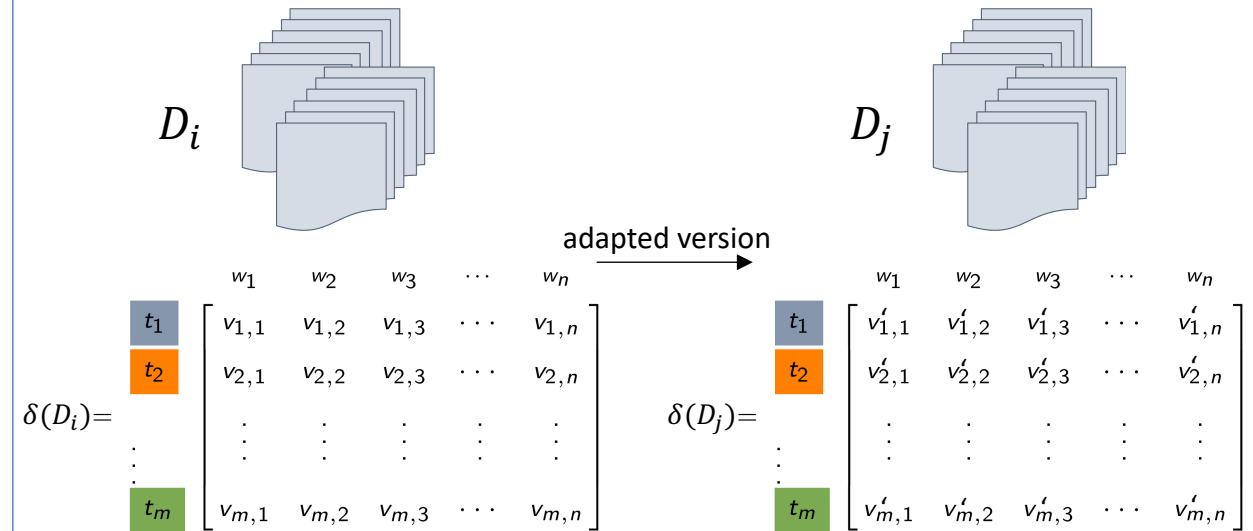 D_i D_j
adapted version
w_1 w_2 w_3 ⋯ w_n w_1 w_2 w_3 ⋯ w_n
t_1 v_{1,1} v_{1,2} v_{1,3} ⋯ v_{1,n} t_1 v'_{1,1} v'_{1,2} v'_{1,3} ⋯ v'_{1,n}
t_2 v_{2,1} v_{2,2} v_{2,3} ⋯ v_{2,n} t_2 v'_{2,1} v'_{2,2} v'_{2,3} ⋯ v'_{2,n}
δ(D_i)= ⋮ ⋮ ⋮ ⋮ ⋮ ⋮ δ(D_j)= ⋮ ⋮ ⋮ ⋮ ⋮ ⋮
t_m v_{m,1} v_{m,2} v_{m,3} ⋯ v_{m,n} t_m v'_{m,1} v'_{m,2} v'_{m,3} ⋯ v'_{m,n}